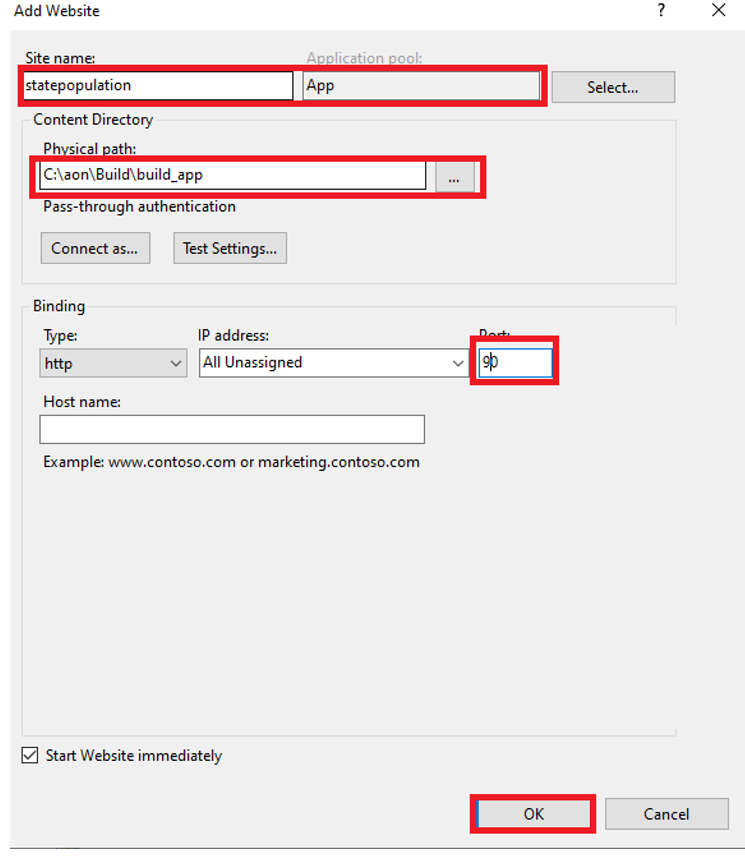 Add Website
?
Site name:
Application pool:
statepopulation
App
Select...
Content Directory
Physical path:
C:\aon\Build\build_app
...
Pass-through authentication
Connect as...
Test Settings...
Binding
Type:
IP address:
Port:
http
All Unassigned
90
Host name:
Example: www.contoso.com or marketing.contoso.com
Start Website immediately
OK
Cancel